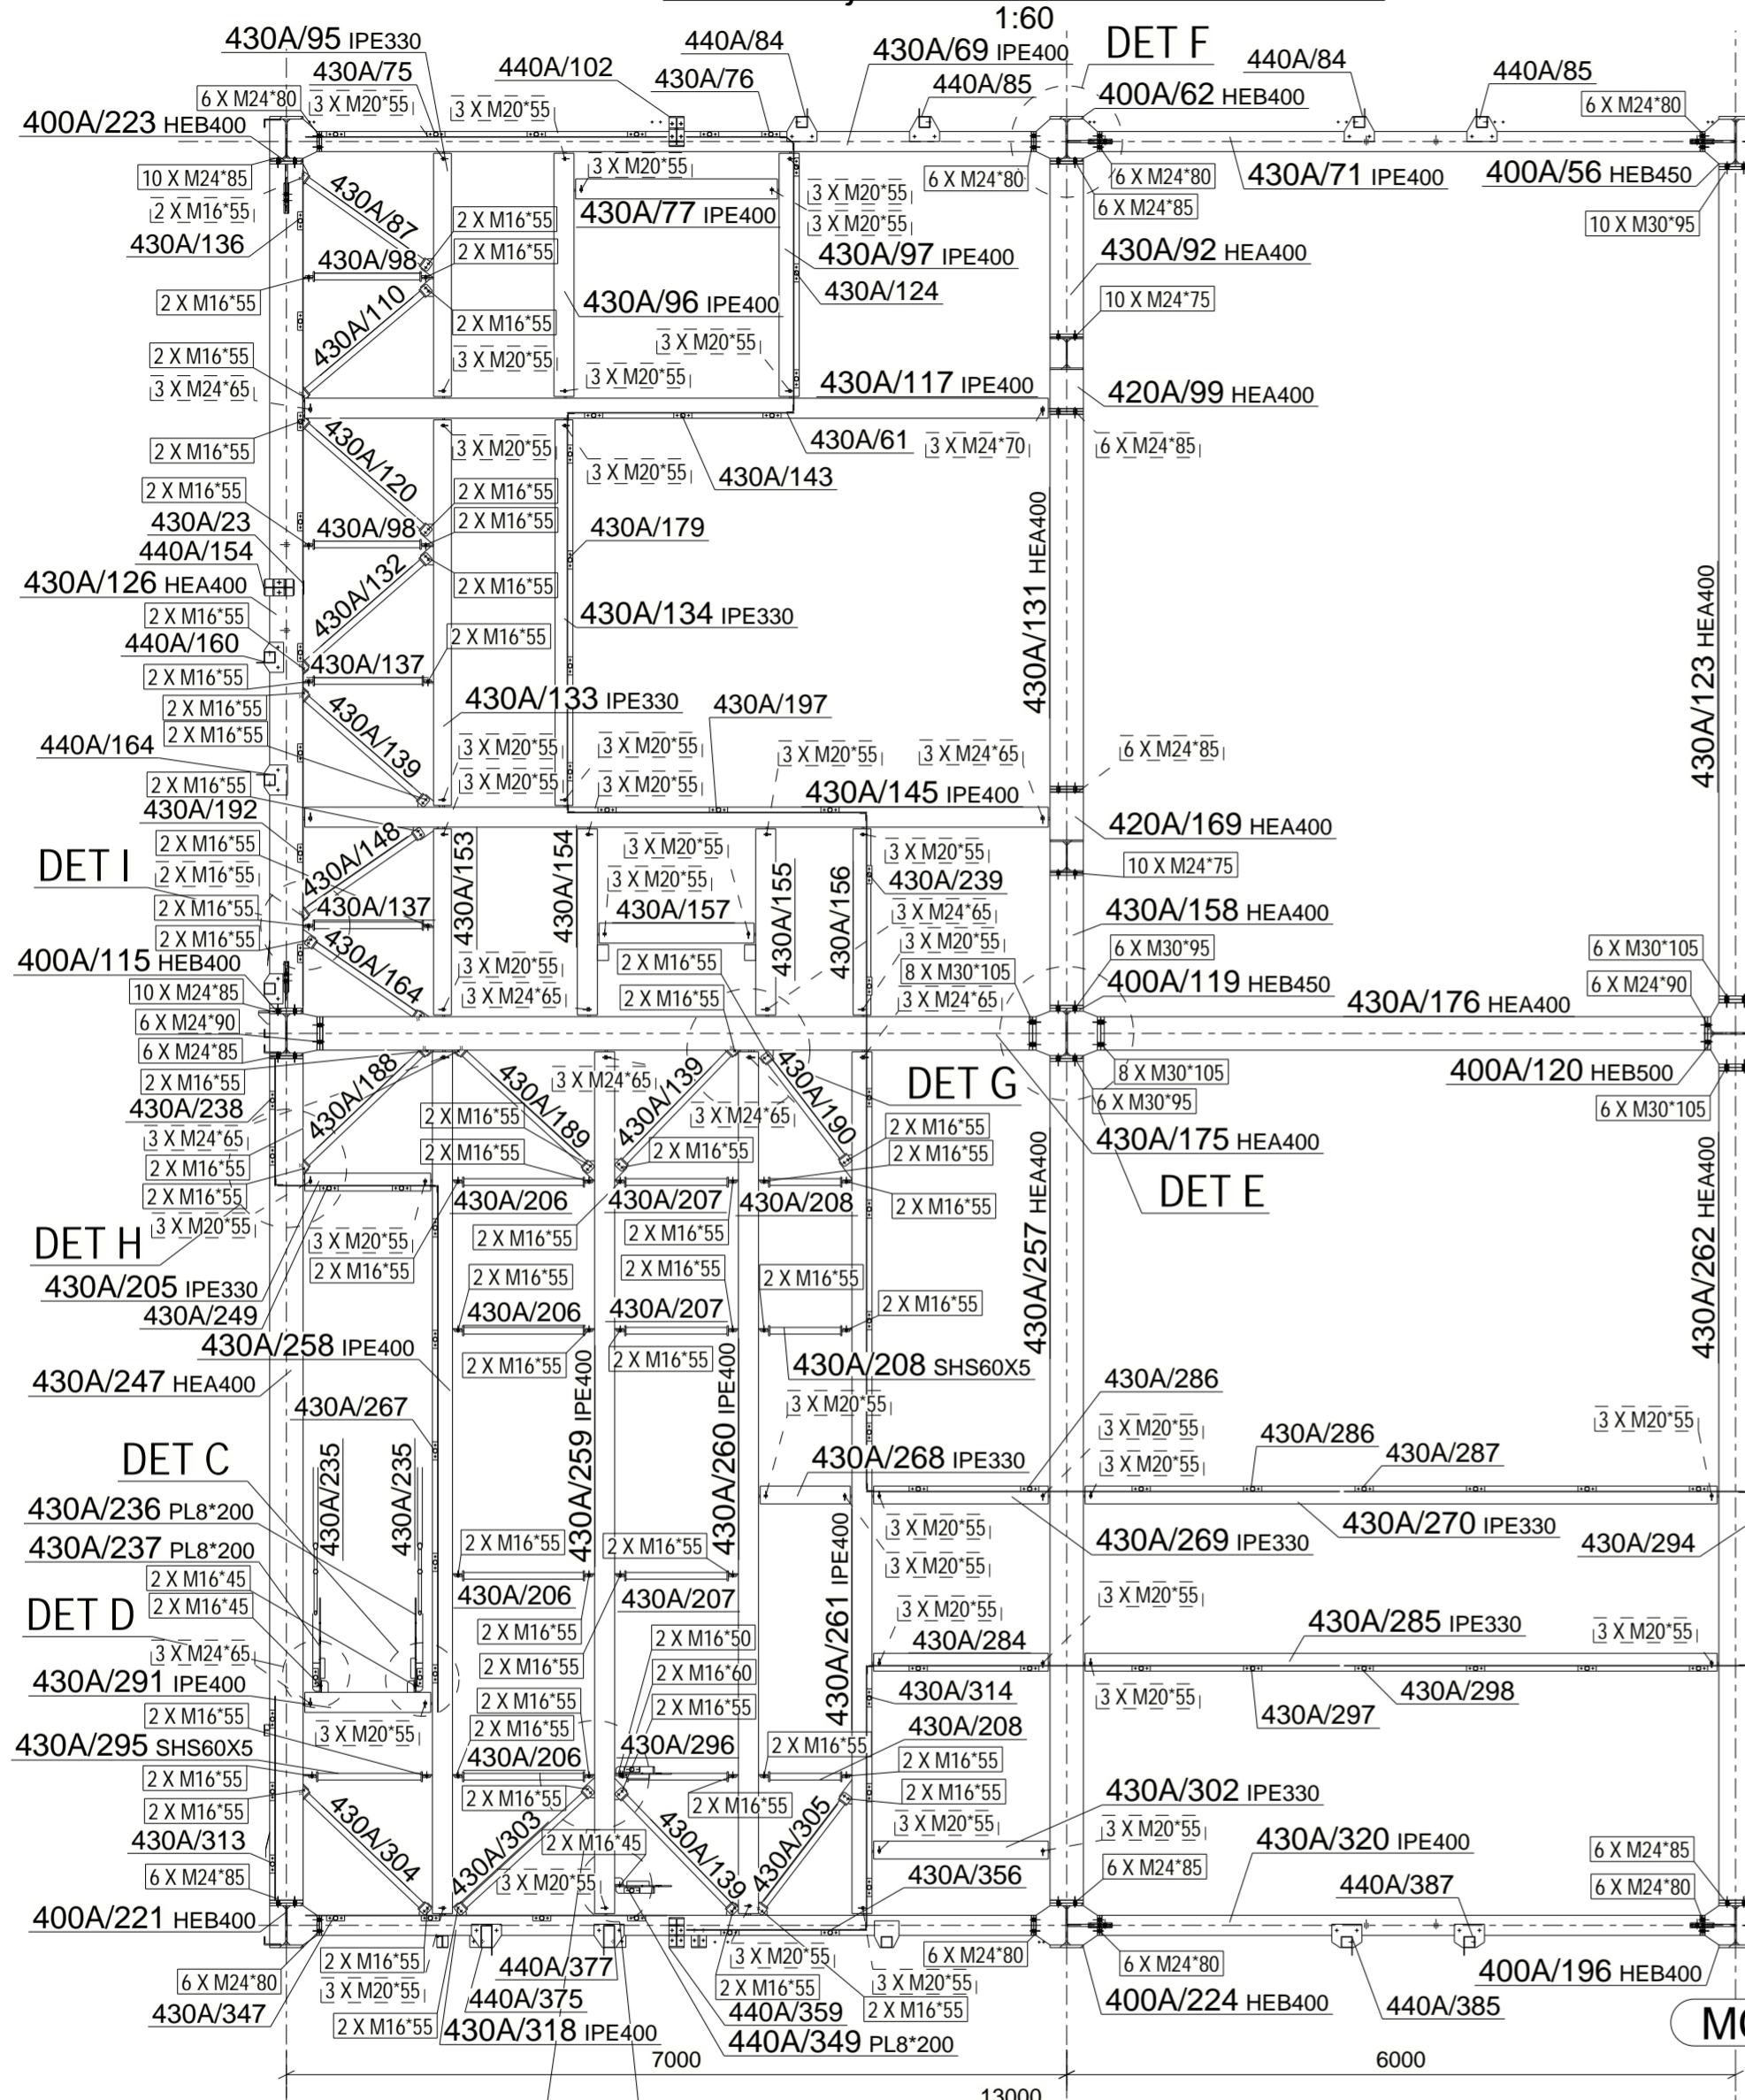 1:60
DET F
430A/95 IPE330
440A/84
430A/69 IPE400
440A/84
440A/85
430A/75
440A/102
430A/76
440A/85
400A/62 HEB400
6 X M24*80
3 X M20*55
3 X M20*55
6 X M24*80
400A/223 HEB400
10 X M24*85
3 X M20*55
6 X M24*80
6 X M24*80
430A/71 IPE400
400A/56 HEB450
2 X M16*55
430A/87
2 X M16*55
430A/77 IPE400
3 X M20*55
3 X M20*55
6 X M24*85
10 X M30*95
430A/136
430A/98
2 X M16*55
430A/97 IPE400
430A/92 HEA400
2 X M16*55
430A/110
430A/96 IPE400
430A/124
10 X M24*75
2 X M16*55
2 X M16*55
3 X M20*55
3 X M20*55
3 X M24*65
3 X M20*55
430A/117 IPE400
420A/99 HEA400
2 X M16*55
430A/120
3 X M20*55
3 X M20*55
430A/61
3 X M24*70
6 X M24*85
430A/143
2 X M16*55
2 X M16*55
430A/23
430A/98
2 X M16*55
430A/179
440A/154
430A/126 HEA400
430A/132
2 X M16*55
430A/131 HEA400
430A/123 HEA400
2 X M16*55
430A/134 IPE330
440A/160
430A/137
2 X M16*55
2 X M16*55
2 X M16*55
430A/139
430A/133 IPE330
430A/197
2 X M16*55
440A/164
3 X M20*55
3 X M20*55
3 X M20*55
3 X M24*65
6 X M24*85
2 X M16*55
3 X M20*55
3 X M20*55
430A/145 IPE400
430A/192
420A/169 HEA400
2 X M16*55
430A/148
430A/153
430A/154
3 X M20*55
430A/155
430A/156
3 X M20*55
DET I
2 X M16*55
3 X M20*55
430A/239
10 X M24*75
2 X M16*55
430A/137
430A/157
3 X M24*65
430A/158 HEA400
2 X M16*55
3 X M20*55
6 X M30*95
6 X M30*105
400A/115 HEB400
430A/164
3 X M20*55
2 X M16*55
8 X M30*105
400A/119 HEB450
6 X M24*90
10 X M24*85
3 X M24*65
2 X M16*55
3 X M24*65
430A/176 HEA400
6 X M24*90
6 X M24*85
2 X M16*55
430A/188
430A/189
3 X M24*65
430A/139
430A/190
DET G
8 X M30*105
400A/120 HEB500
430A/238
2 X M16*55
3 X M24*65
2 X M16*55
6 X M30*95
6 X M30*105
3 X M24*65
2 X M16*55
2 X M16*55
2 X M16*55
430A/175 HEA400
2 X M16*55
2 X M16*55
430A/206
430A/207
430A/208
430A/257 HEA400
DET E
430A/262 HEA400
3 X M20*55
3 X M20*55
2 X M16*55
2 X M16*55
2 X M16*55
DET H
2 X M16*55
2 X M16*55
2 X M16*55
2 X M16*55
430A/205 IPE330
430A/206
430A/207
2 X M16*55
430A/249
430A/258 IPE400
2 X M16*55
2 X M16*55
430A/208 SHS60X5
430A/247 HEA400
430A/286
430A/267
430A/259 IPE400
430A/260 IPE400
3 X M20*55
3 X M20*55
430A/286
3 X M20*55
DET C
430A/235
430A/235
430A/268 IPE330
3 X M20*55
430A/287
430A/236 PL8*200
430A/261 IPE400
3 X M20*55
430A/270 IPE330
430A/237 PL8*200
2 X M16*55
2 X M16*55
3 X M20*55
430A/269 IPE330
430A/294
2 X M16*45
DET D
2 X M16*45
430A/206
430A/207
3 X M20*55
3 X M20*55
3 X M24*65
2 X M16*55
2 X M16*50
430A/284
430A/285 IPE330
3 X M20*55
430A/291 IPE400
2 X M16*55
2 X M16*60
430A/314
3 X M20*55
430A/298
2 X M16*55
3 X M20*55
2 X M16*55
2 X M16*55
430A/208
430A/297
430A/295 SHS60X5
2 X M16*55
430A/206
430A/296
2 X M16*55
2 X M16*55
2 X M16*55
2 X M16*55
2 X M16*55
2 X M16*55
430A/302 IPE330
2 X M16*55
430A/304
430A/303
2 X M16*45
430A/139
430A/305
3 X M20*55
3 X M20*55
430A/320 IPE400
430A/313
6 X M24*85
3 X M20*55
430A/356
6 X M24*85
440A/387
6 X M24*85
6 X M24*80
400A/221 HEB400
2 X M16*55
440A/377
3 X M20*55
6 X M24*80
6 X M24*80
400A/196 HEB400
6 X M24*80
3 X M20*55
440A/375
2 X M16*55
3 X M20*55
400A/224 HEB400
440A/385
430A/347
2 X M16*55
430A/318 IPE400
440A/359
2 X M16*55
440A/349 PL8*200
7000
6000
13000